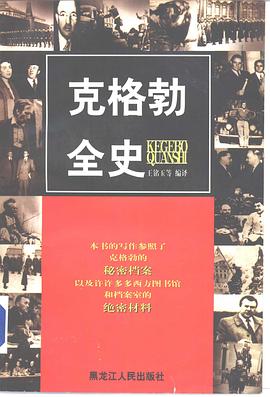 克格勃
全史
KEGEBO
QUANSHI
王铭玉等 编译
本书的写作参照了
克格勃的
秘密档案
以及许许多多西方图书馆
和档案室的
绝密材料
黑龙江人民出版社